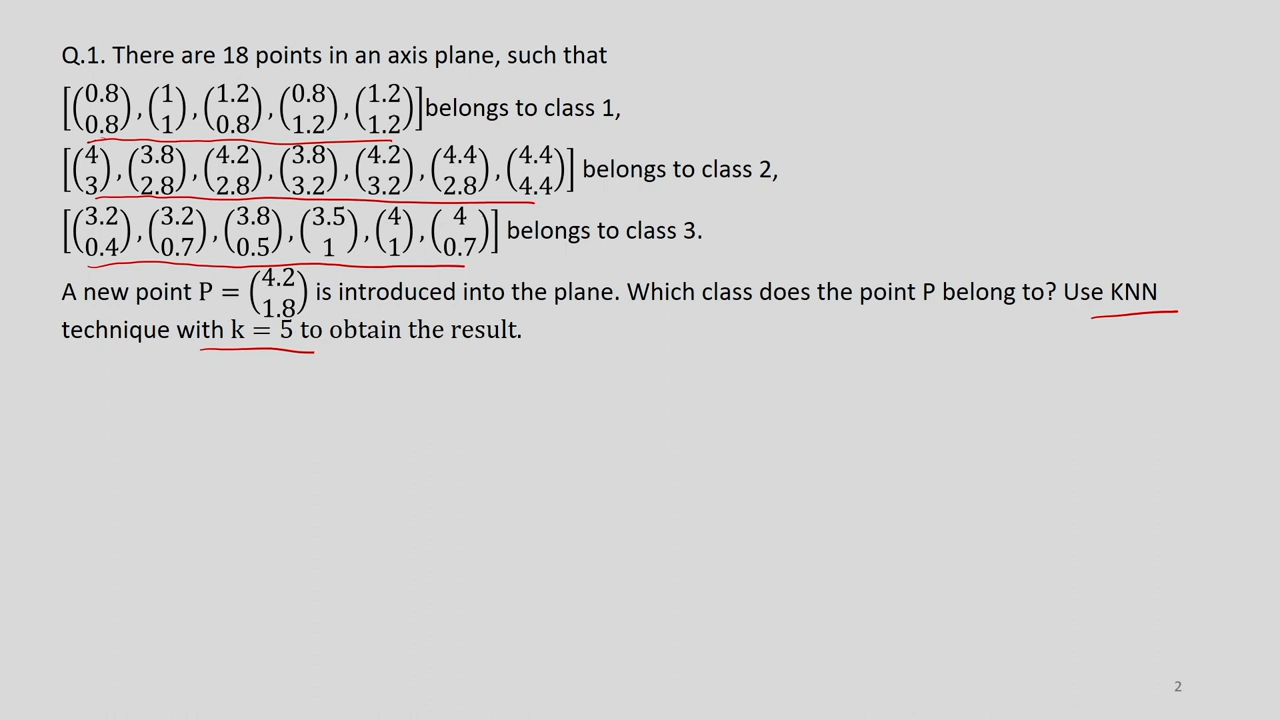 Q.1. There are 18 points in an axis plane, such that
[(0.8 0.8), (1 1), (1.2 0.8), (0.8 1.2), (1.2 1.2)] belongs to class 1,
[(4 3), (3.8 2.8), (4.2 2.8), (3.8 3.2), (4.2 3.2), (4.4 2.8), (4.4 4.4)] belongs to class 2,
[(3.2 0.4), (3.2 0.7), (3.8 0.5), (3.5 1), (4 1), (4 0.7)] belongs to class 3.
A new point P = (4.2 1.8) is introduced into the plane. Which class does the point P belong to? Use KNN
technique with k = 5 to obtain the result.
2